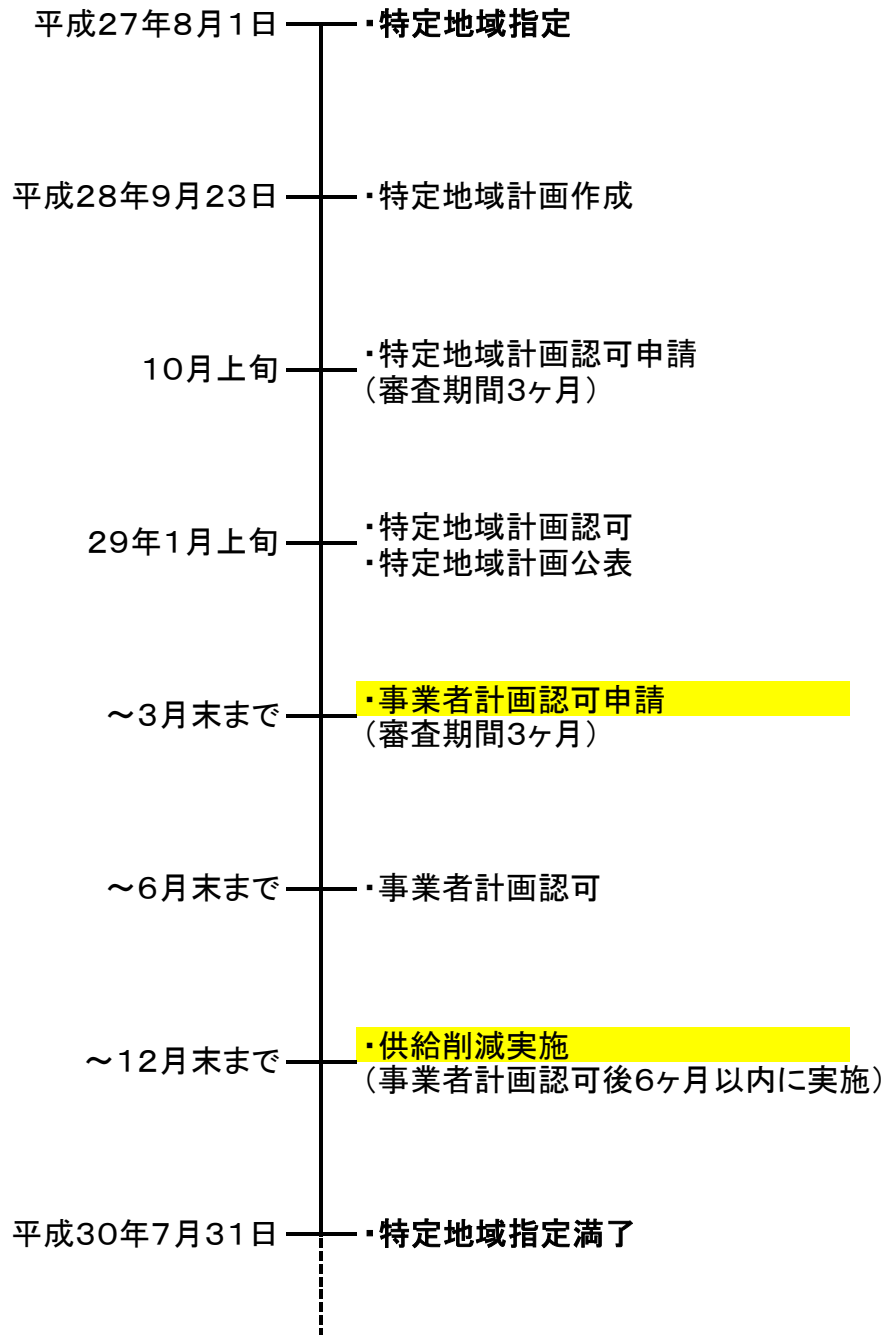 平成27年8月1日 ・特定地域指定
平成28年9月23日 ・特定地域計画作成
10月上旬 ・特定地域計画認可申請
(審査期間3ヶ月)
29年1月上旬 ・特定地域計画認可
・特定地域計画公表
～3月末まで ・事業者計画認可申請
(審査期間3ヶ月)
～6月末まで ・事業者計画認可
～12月末まで ・供給削減実施
(事業者計画認可後6ヶ月以内に実施)
平成30年7月31日 ・特定地域指定満了